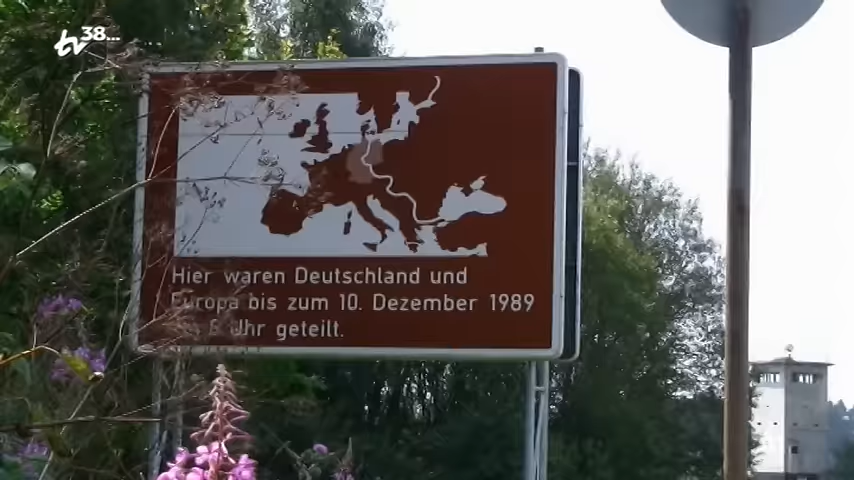 tv38...
Hier waren Deutschland und
Europa bis zum 10. Dezember 1989
Uhr geteilt.